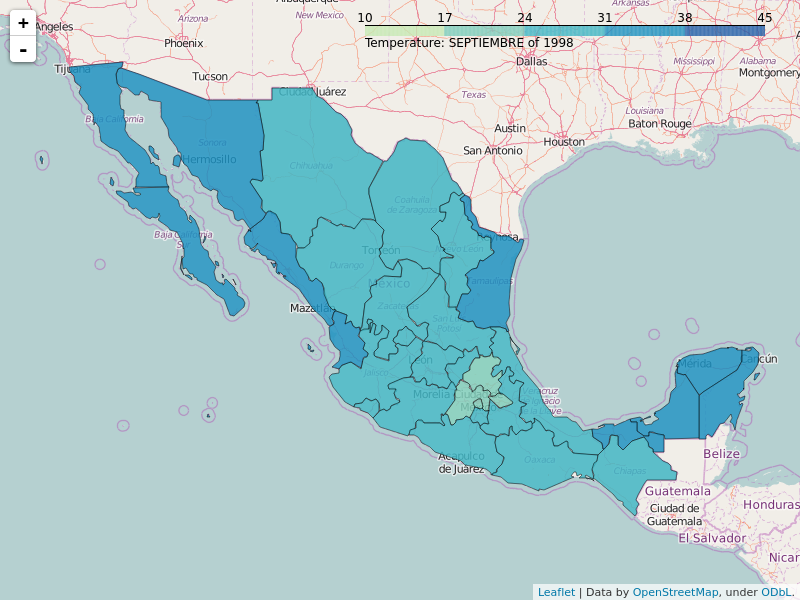 +
-
10 17 24 31 38 45
Temperature: SEPTIEMBRE of 1998
Arkansas
Arizona
New Mexico
Angeles
Phoenix
Mississippi
Alabama
Dallas
Tijuana
Tucson
Montgomery
Ciudad Juárez
Texas
Louisiana
Baja California
Austin
Baton Rouge
Sonora
Houston
Hermosillo
San Antonio
Chihuahua
Coahuila
de Zaragoza
Baja California
Sur
Nuevo León
Torreón
Durango
Tamaulipas
México
Mazatlán
Zacatecas
San Luis
Potosí
León
Jalisco
Mérida
Cancún
Morelia
Ciudad
Veracruz
de Ignacio
de la Llave
Acapulco
de Juárez
Oaxaca
Chiapas
Belize
Guatemala
Honduras
Ciudad de
Guatemala
El Salvador
Nicar
Leaflet | Data by OpenStreetMap, under ODbL.